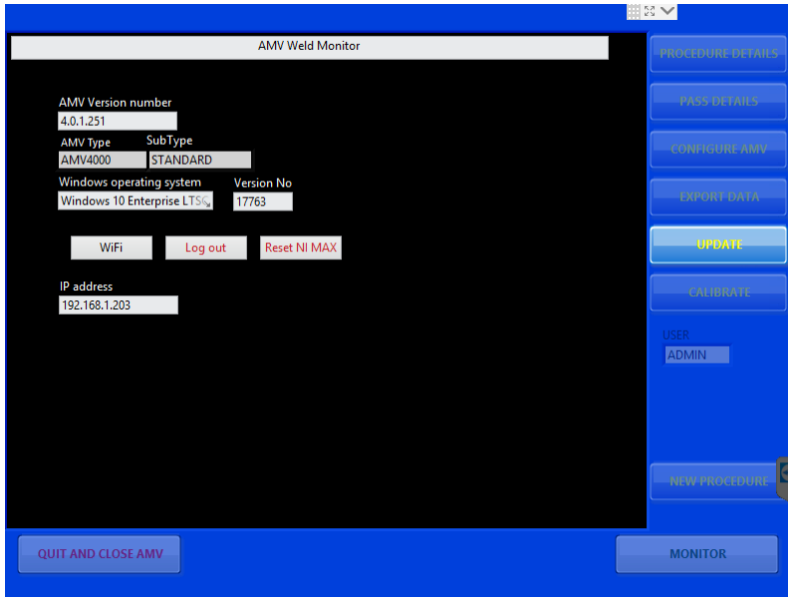 AMV Weld Monitor
PROCEDURE DETAILS
AMV Version number
4.0.1.251
PASS DETAILS
AMV Type SubType
AMV4000 STANDARD
CONFIGURE AMV
Windows operating system Version No
Windows 10 Enterprise LTSC 17763
EXPORT DATA
WiFi Log out Reset NI MAX
UPDATE
IP address
192.168.1.203
CALIBRATE
USER
ADMIN
NEW PROCEDURE
QUIT AND CLOSE AMV MONITOR